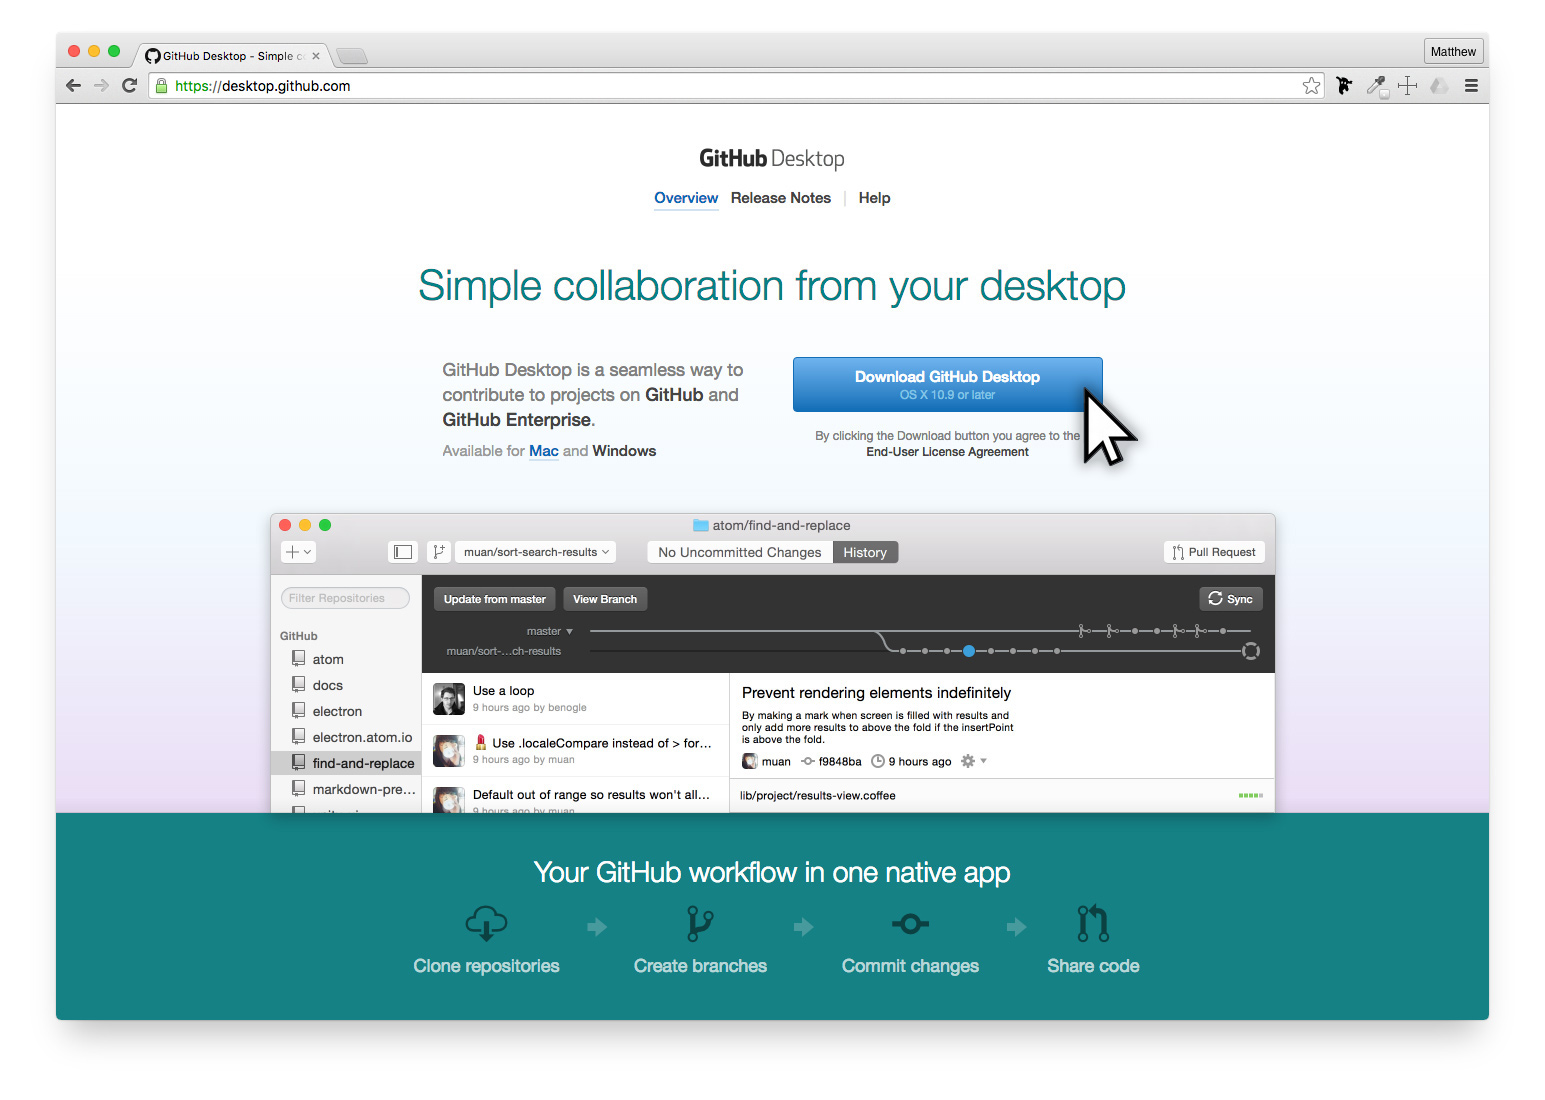 GitHub Desktop - Simple c
Matthew
https://desktop.github.com
GitHub Desktop
Overview Release Notes Help
Simple collaboration from your desktop
GitHub Desktop is a seamless way to
contribute to projects on GitHub and
GitHub Enterprise.
Available for Mac and Windows
Download GitHub Desktop
OS X 10.9 or later
By clicking the Download button you agree to the
End-User License Agreement
atom/find-and-replace
muan/sort-search-results
No Uncommitted Changes
History
Pull Request
Filter Repositories
GitHub
atom
docs
electron
electron.atom.io
find-and-replace
markdown-pre...
Update from master
View Branch
Sync
master
muan/sort-...ch-results
Use a loop
9 hours ago by benogle
Use .localeCompare instead of > for...
9 hours ago by muan
Default out of range so results won't all...
9 hours ago by muan
Prevent rendering elements indefinitely
By making a mark when screen is filled with results and
only add more results to above the fold if the insertPoint
is above the fold.
muan f9848ba 9 hours ago
lib/project/results-view.coffee
Your GitHub workflow in one native app
Clone repositories
Create branches
Commit changes
Share code